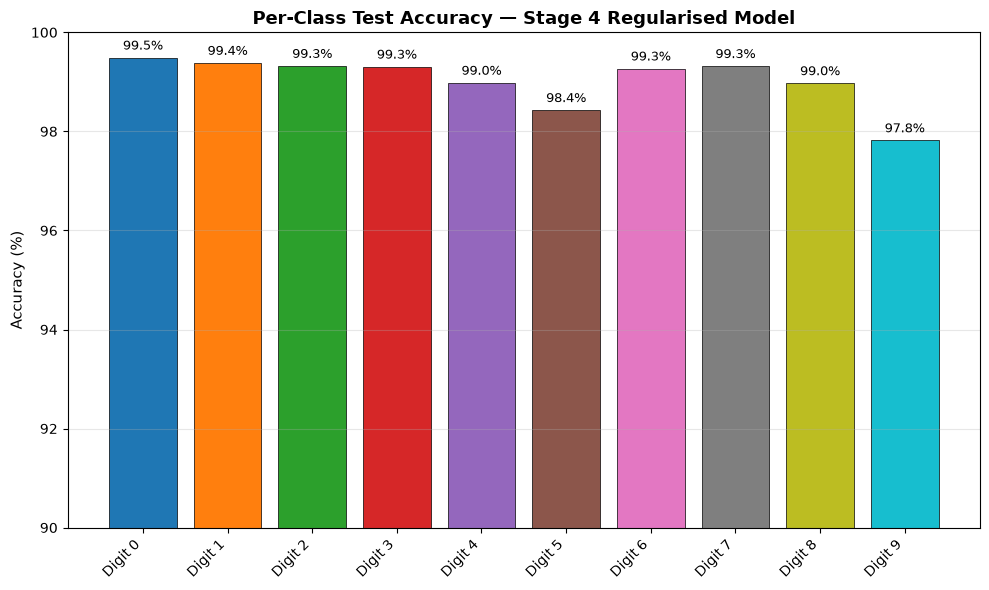 Per-Class Test Accuracy — Stage 4 Regularised Model
Accuracy (%)
100
98
96
94
92
90
99.5%
99.4%
99.3%
99.3%
99.0%
98.4%
99.3%
99.3%
99.0%
97.8%
Digit 0
Digit 1
Digit 2
Digit 3
Digit 4
Digit 5
Digit 6
Digit 7
Digit 8
Digit 9